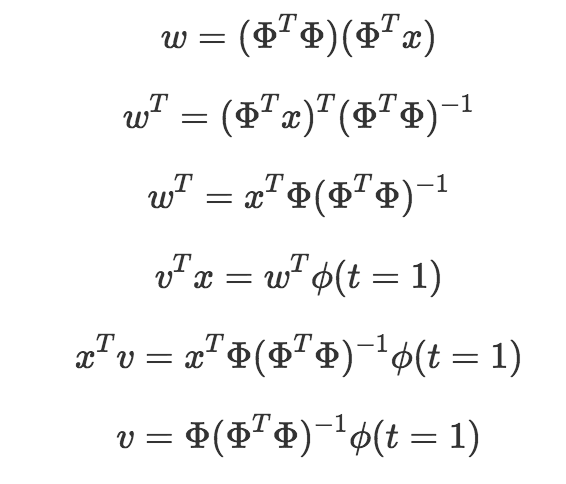 w = (Φ^T Φ)(Φ^T x)
w^T = (Φ^T x)^T (Φ^T Φ)^{-1}
w^T = x^T Φ(Φ^T Φ)^{-1}
v^T x = w^T ϕ(t = 1)
x^T v = x^T Φ(Φ^T Φ)^{-1} ϕ(t = 1)
v = Φ(Φ^T Φ)^{-1} ϕ(t = 1)